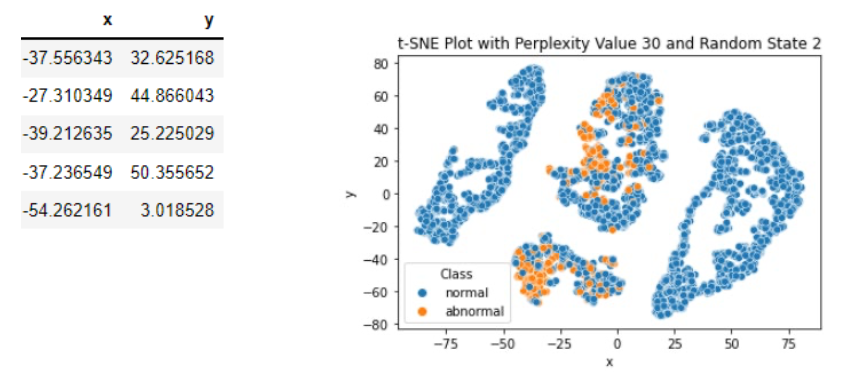 x y
-37.556343 32.625168
-27.310349 44.866043
-39.212635 25.225029
-37.236549 50.355652
-54.262161 3.018528
t-SNE Plot with Perplexity Value 30 and Random State 2
80
60
40
20
0
−20
−40
−60
−80
y
Class
normal
abnormal
−75 −50 −25 0 25 50 75
x